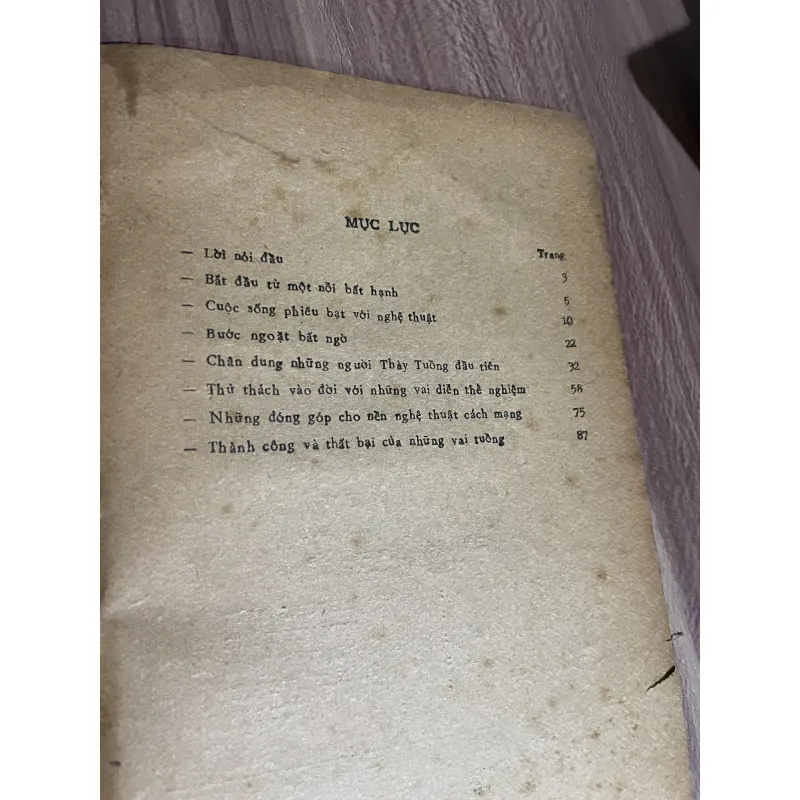 MỤC LỤC
Trang
— Lời nói đầu 3
— Bắt đầu từ một nỗi bất hạnh 5
— Cuộc sống phiêu bạt với nghệ thuật 10
— Bước ngoặt bất ngờ 22
— Chân dung những người Thày Tuồng đầu tiên 32
— Thử thách vào đời với những vai diễn thể nghiệm 58
— Những đóng góp cho nền nghệ thuật cách mạng 75
— Thành công và thất bại của những vai tuồng 87